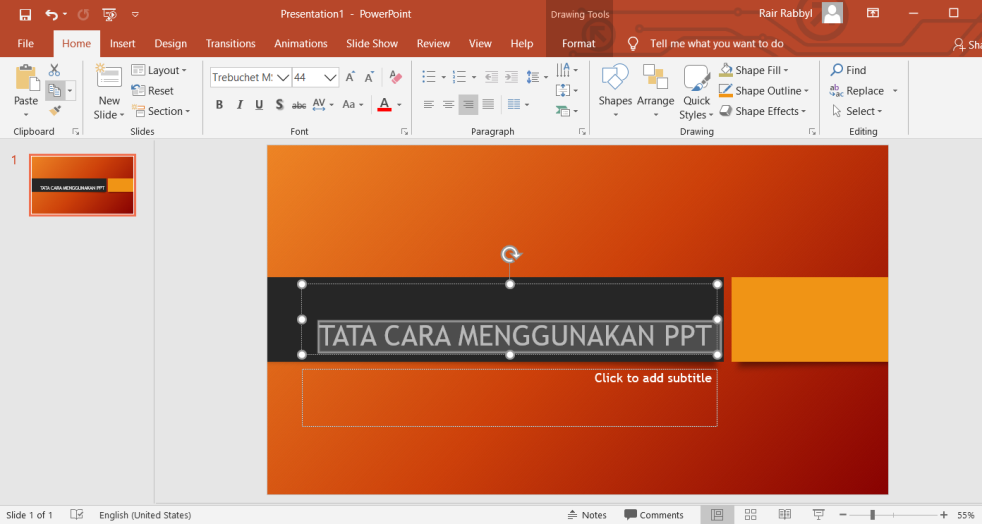 Presentation1 - PowerPoint
Drawing Tools
Rair Rabbyl
File Home Insert Design Transitions Animations Slide Show Review View Help Format Tell me what you want to do
Paste
New
Slide
Layout
Reset
Section
Trebuchet M: 44
B I U S abc AV Aa A
Shapes Arrange Quick
Styles
Shape Fill
Shape Outline
Shape Effects
Find
Replace
Select
Clipboard Slides Font Paragraph Drawing Editing
1
TATA CARA MENGGUNAKAN PPT
TATA CARA MENGGUNAKAN PPT
Click to add subtitle
Slide 1 of 1 English (United States) Notes Comments 55%